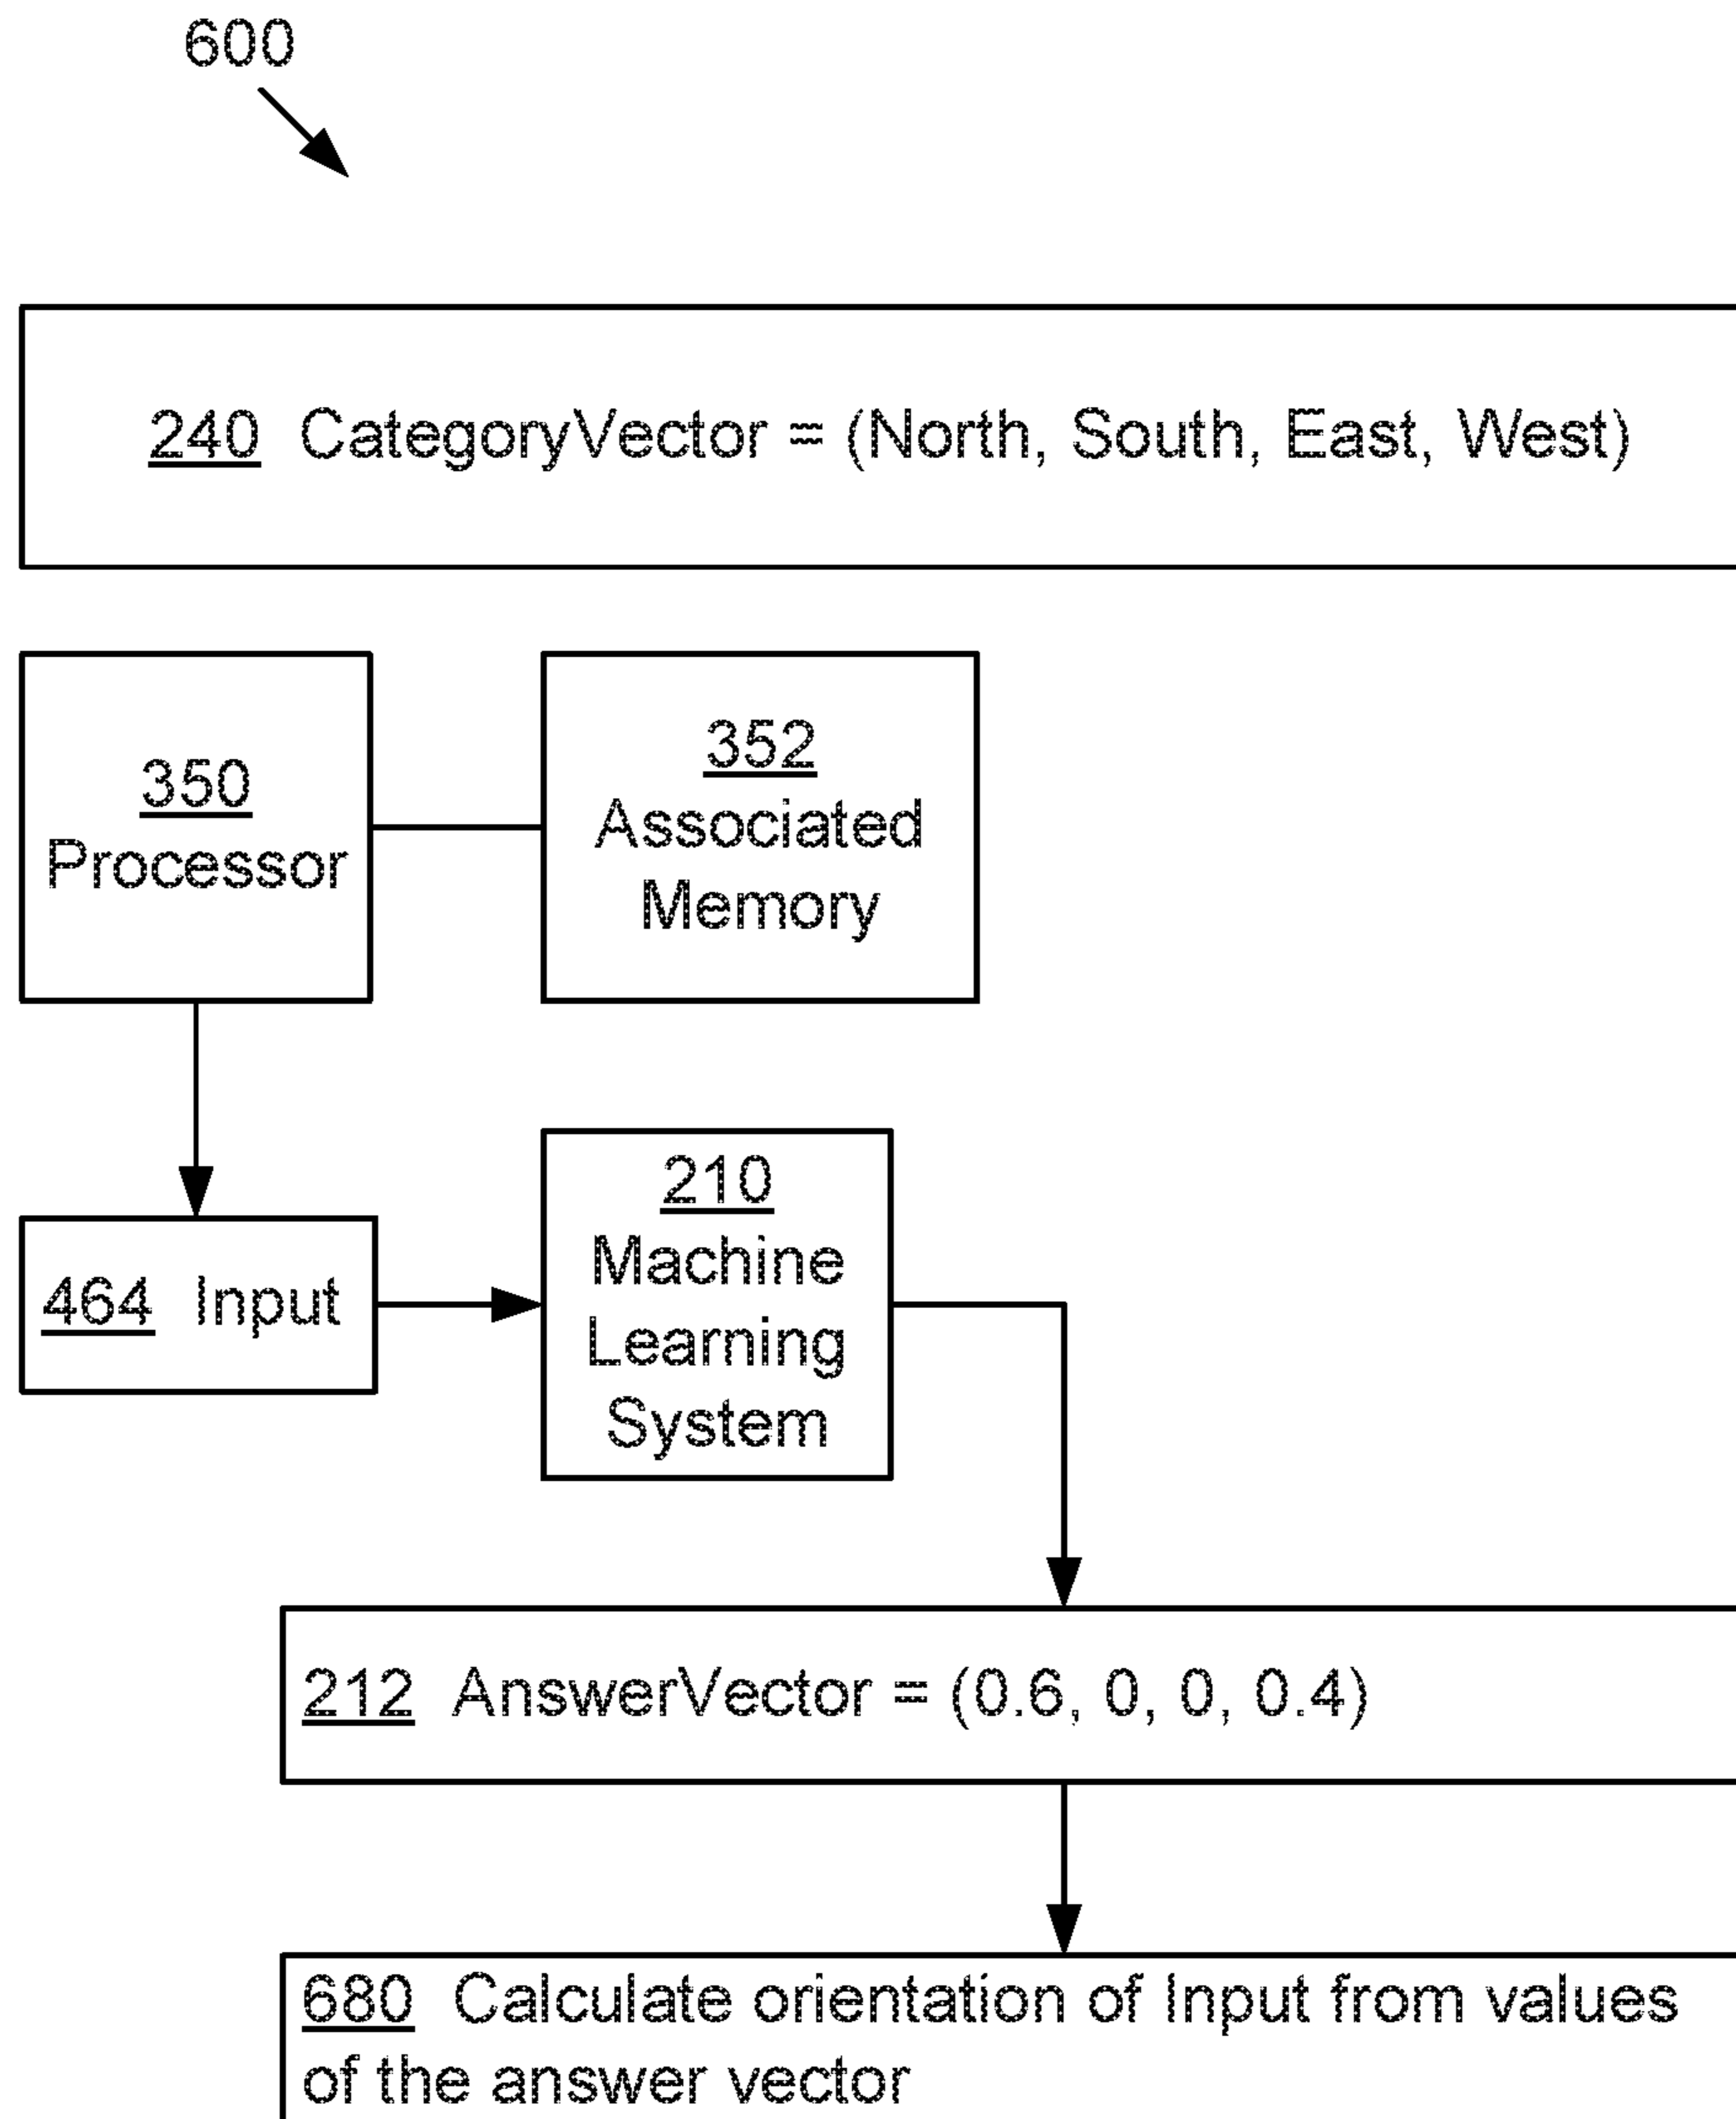 600
240 CategoryVector = (North, South, East, West)
350
Processor
352
Associated
Memory
464 Input
210
Machine
Learning
System
212 AnswerVector = (0.6, 0, 0, 0.4)
680 Calculate orientation of Input from values
of the answer vector